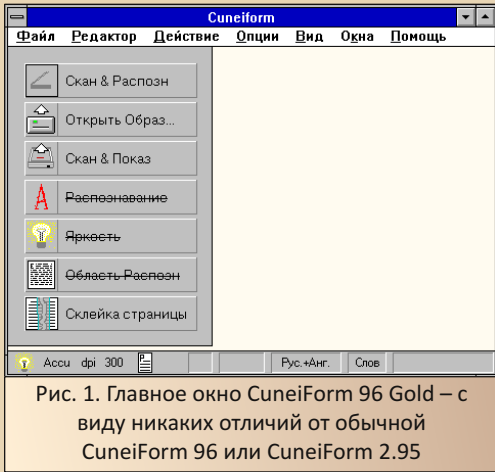 Cuneiform
Файл Редактор Действие Опции Вид Окна Помощь
Скан & Распозн
Открыть Образ...
Скан & Показ
Распознавание
Яркость
Область Распозн
Склейка страницы
Accu dpi 300 Рус.+Анг. Слов
Рис. 1. Главное окно CuneiForm 96 Gold – с
виду никаких отличий от обычной
CuneiForm 96 или CuneiForm 2.95